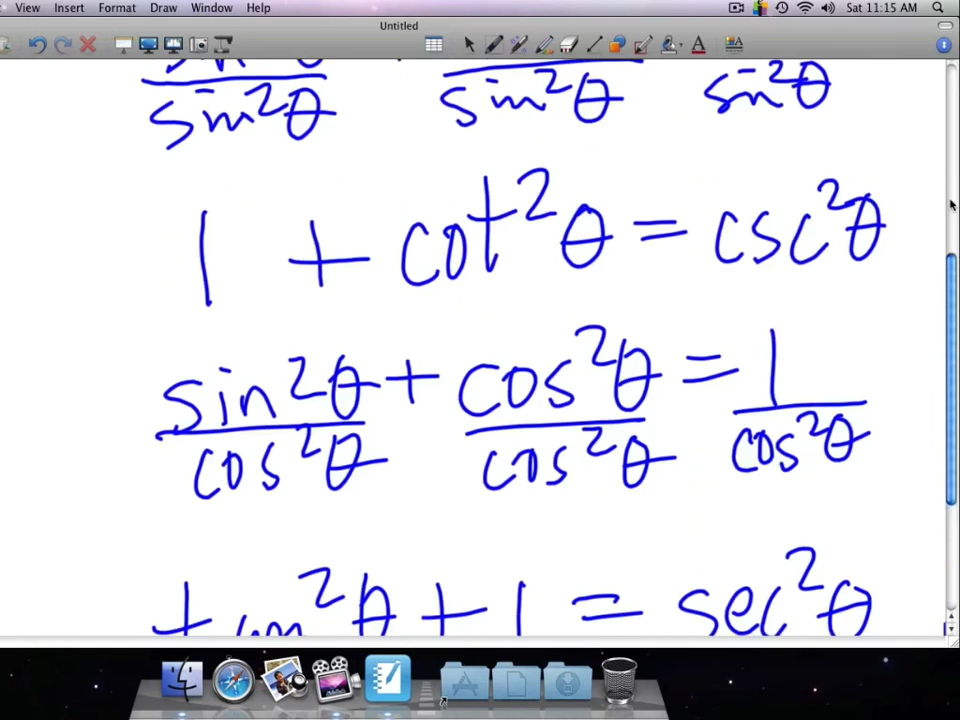 View Insert Format Draw Window Help Sat 11:15 AM
Untitled
sin²θ sin²θ sin²θ
1 + cot²θ = csc²θ
sin²θ + cos²θ = 1
cos²θ cos²θ cos²θ
tan²θ + 1 = sec²θ